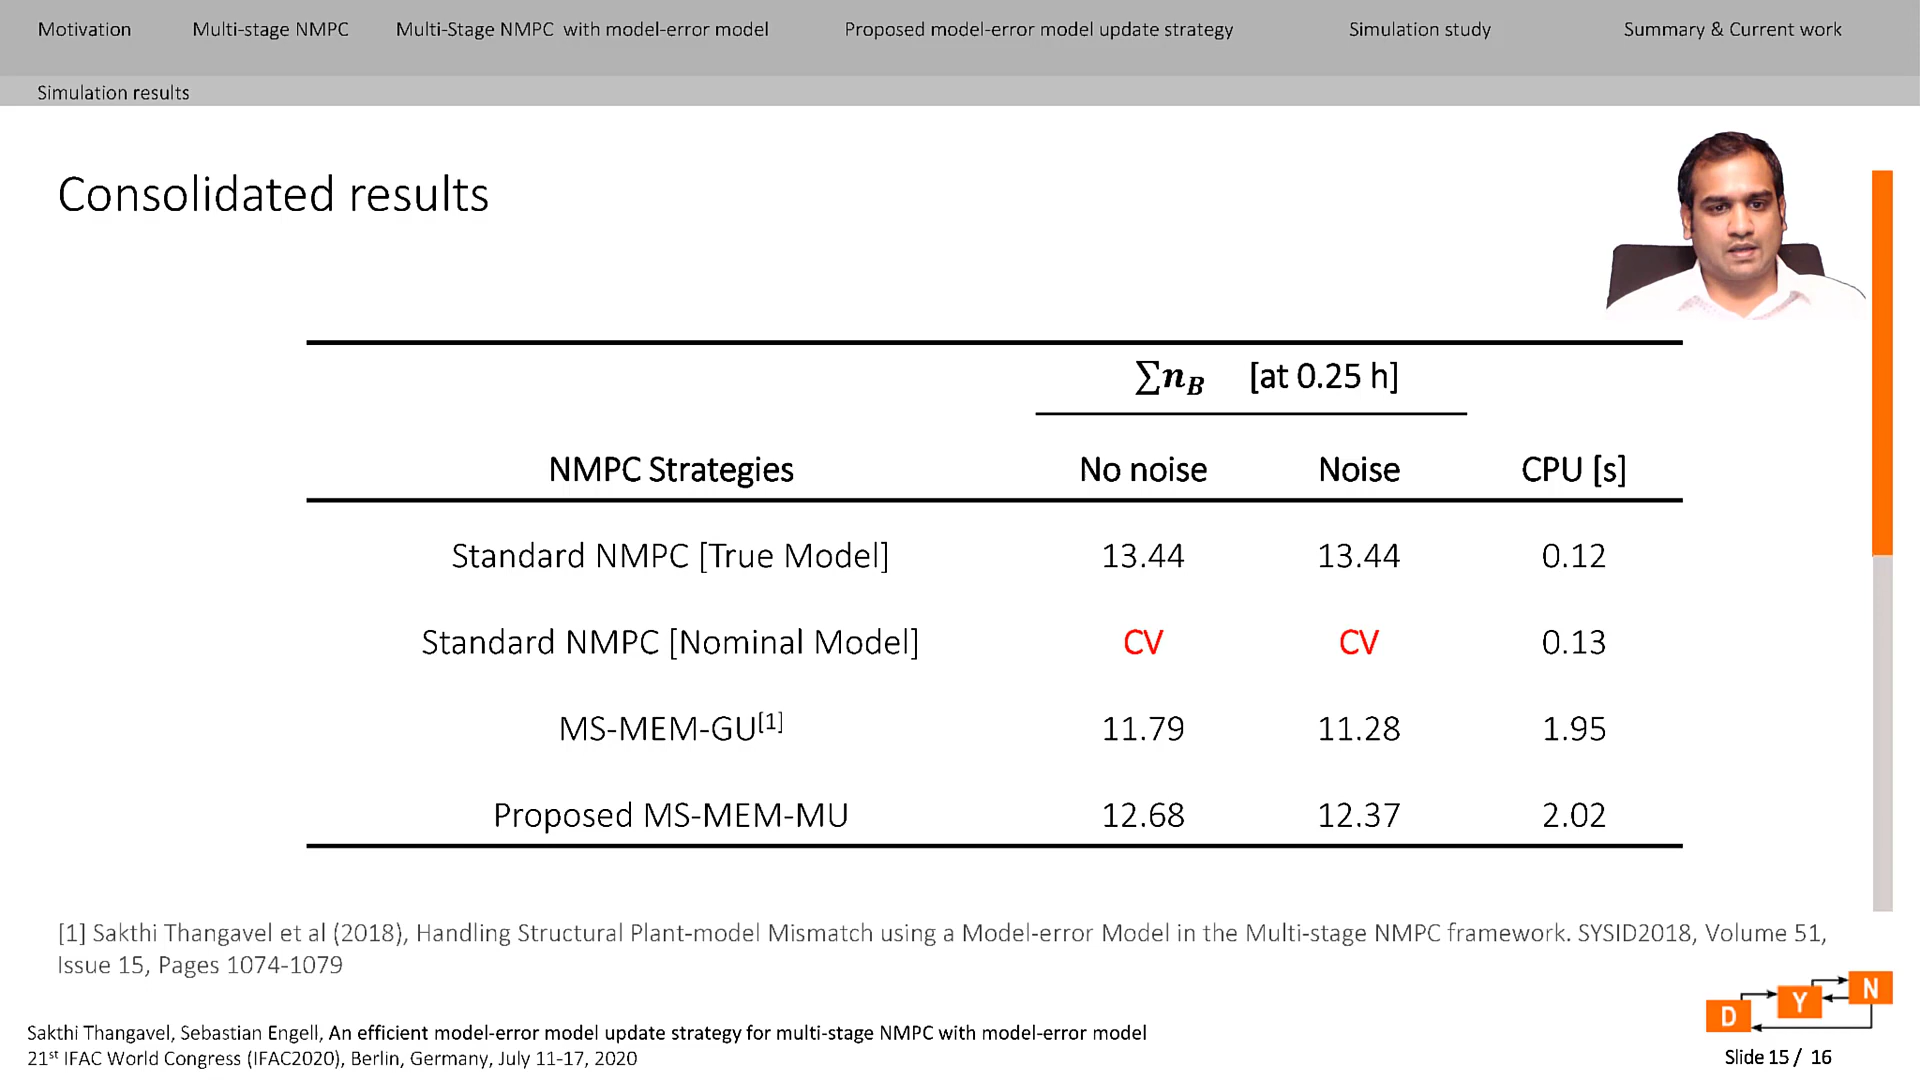 Motivation Multi-stage NMPC Multi-Stage NMPC with model-error model Proposed model-error model update strategy Simulation study Summary & Current work
Simulation results
Consolidated results
∑n_B [at 0.25 h]
NMPC Strategies No noise Noise CPU [s]
Standard NMPC [True Model] 13.44 13.44 0.12
Standard NMPC [Nominal Model] CV CV 0.13
MS-MEM-GU[1] 11.79 11.28 1.95
Proposed MS-MEM-MU 12.68 12.37 2.02
[1] Sakthi Thangavel et al (2018), Handling Structural Plant-model Mismatch using a Model-error Model in the Multi-stage NMPC framework. SYSID2018, Volume 51,
Issue 15, Pages 1074-1079
D Y N
Sakthi Thangavel, Sebastian Engell, An efficient model-error model update strategy for multi-stage NMPC with model-error model
21st IFAC World Congress (IFAC2020), Berlin, Germany, July 11-17, 2020
Slide 15 / 16